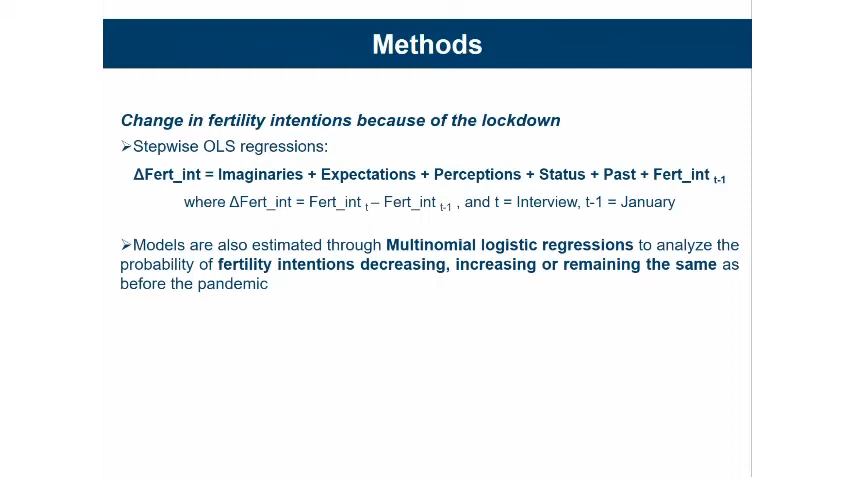 Methods
Change in fertility intentions because of the lockdown
➢Stepwise OLS regressions:
ΔFert_int = Imaginaries + Expectations + Perceptions + Status + Past + Fert_int t-1
where ΔFert_int = Fert_int t – Fert_int t-1 , and t = Interview, t-1 = January
➢Models are also estimated through Multinomial logistic regressions to analyze the
probability of fertility intentions decreasing, increasing or remaining the same as
before the pandemic